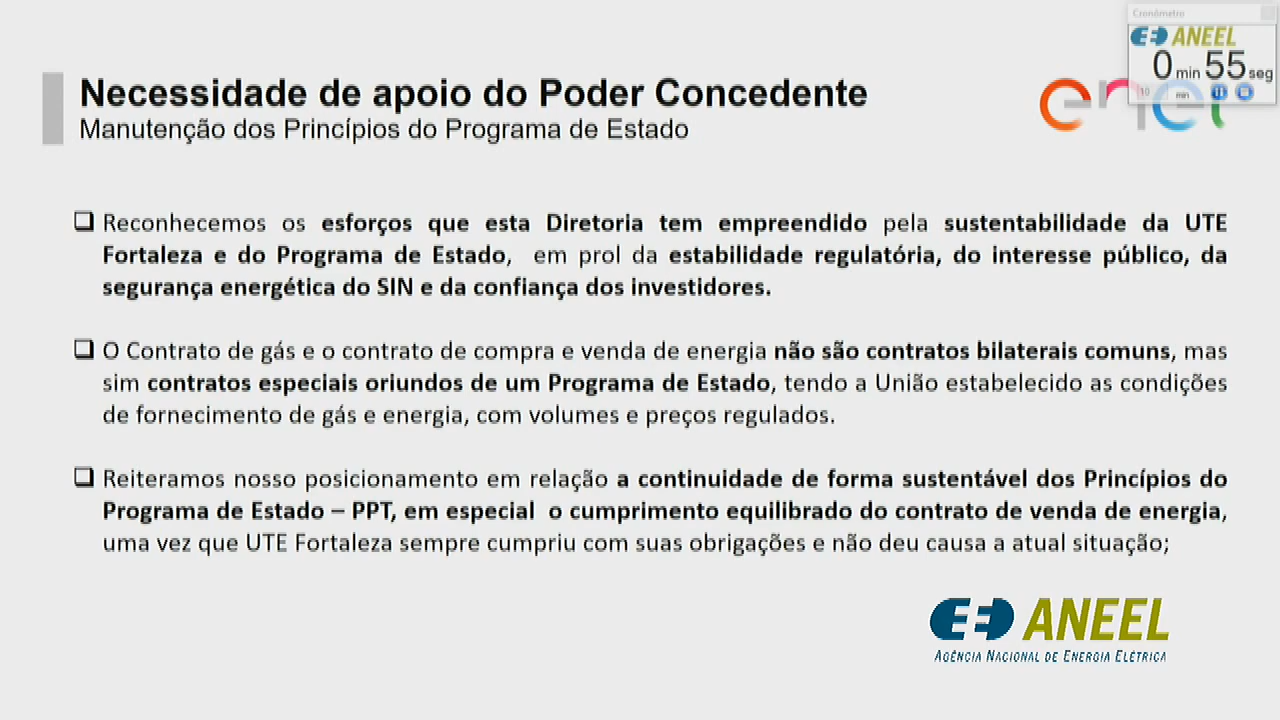 Cronômetro
ANEEL
0 min 55 seg
10 min
Necessidade de apoio do Poder Concedente
enel
Manutenção dos Princípios do Programa de Estado
❑ Reconhecemos os esforços que esta Diretoria tem empreendido pela sustentabilidade da UTE
Fortaleza e do Programa de Estado, em prol da estabilidade regulatória, do interesse público, da
segurança energética do SIN e da confiança dos investidores.
❑ O Contrato de gás e o contrato de compra e venda de energia não são contratos bilaterais comuns, mas
sim contratos especiais oriundos de um Programa de Estado, tendo a União estabelecido as condições
de fornecimento de gás e energia, com volumes e preços regulados.
❑ Reiteramos nosso posicionamento em relação a continuidade de forma sustentável dos Princípios do
Programa de Estado – PPT, em especial o cumprimento equilibrado do contrato de venda de energia,
uma vez que UTE Fortaleza sempre cumpriu com suas obrigações e não deu causa a atual situação;
ANEEL
AGÊNCIA NACIONAL DE ENERGIA ELÉTRICA